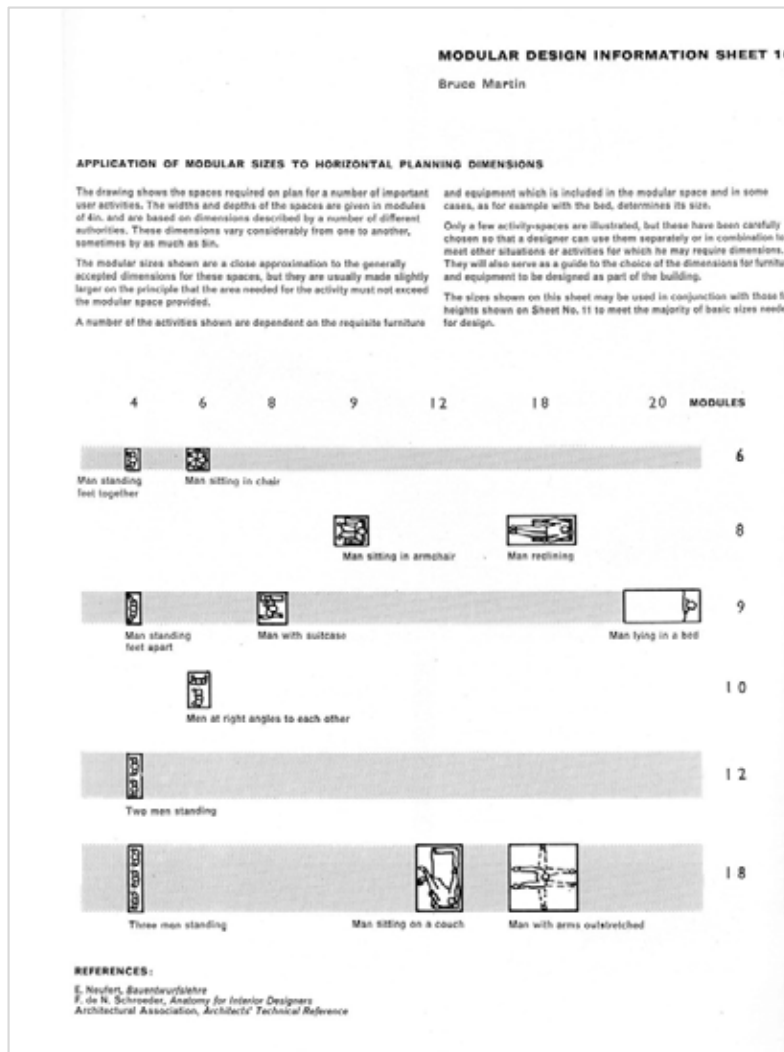 MODULAR DESIGN INFORMATION SHEET
Bruce Martin
APPLICATION OF MODULAR SIZES TO HORIZONTAL PLANNING DIMENSIONS
The drawing shows the spaces required on plan for a number of important
user activities. The widths and depths of the spaces are given in modules
of 4in. and are based on dimensions described by a number of different
authorities. These dimensions vary considerably from one to another,
sometimes by as much as 5in.
The modular sizes shown are a close approximation to the generally
accepted dimensions for these spaces, but they are usually made slightly
larger on the principle that the area needed for the activity must not exceed
the modular space provided.
A number of the activities shown are dependent on the requisite furniture
and equipment which is included in the modular space and in some
cases, as for example with the bed, determines its size.
Only a few activity-spaces are illustrated, but these have been carefully
chosen so that a designer can use them separately or in combination to
meet other situations or activities for which he may require dimensions.
They will also serve as a guide to the choice of the dimensions for
and equipment to be designed as part of the building.
The sizes shown on this sheet may be used in conjunction with those
heights shown on Sheet No. 11 to meet the majority of basic sizes
for design.
4 6 8 9 12 18 20 MODULES
6
Man standing
feet together
Man sitting in chair
8
Man sitting in armchair
Man reclining
9
Man standing
feet apart
Man with suitcase
Man lying in a bed
10
Men at right angles to each other
12
Two men standing
18
Three men standing
Man sitting on a couch
Man with arms outstretched
REFERENCES:
E. Neufert, Bauentwurfslehre
F. de N. Schroeder, Anatomy for Interior Designers
Architectural Association, Architects' Technical Reference